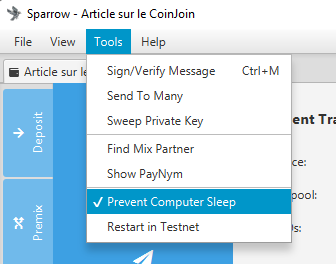 Sparrow - Article sur le CoinJoin
File View Tools Help
Article sur le
Sign/Verify Message Ctrl+M
Send To Many
Sweep Private Key
Find Mix Partner
Show PayNym
Prevent Computer Sleep
Restart in Testnet
Deposit
Premix
ent Tra
ce:
pool:
0s: